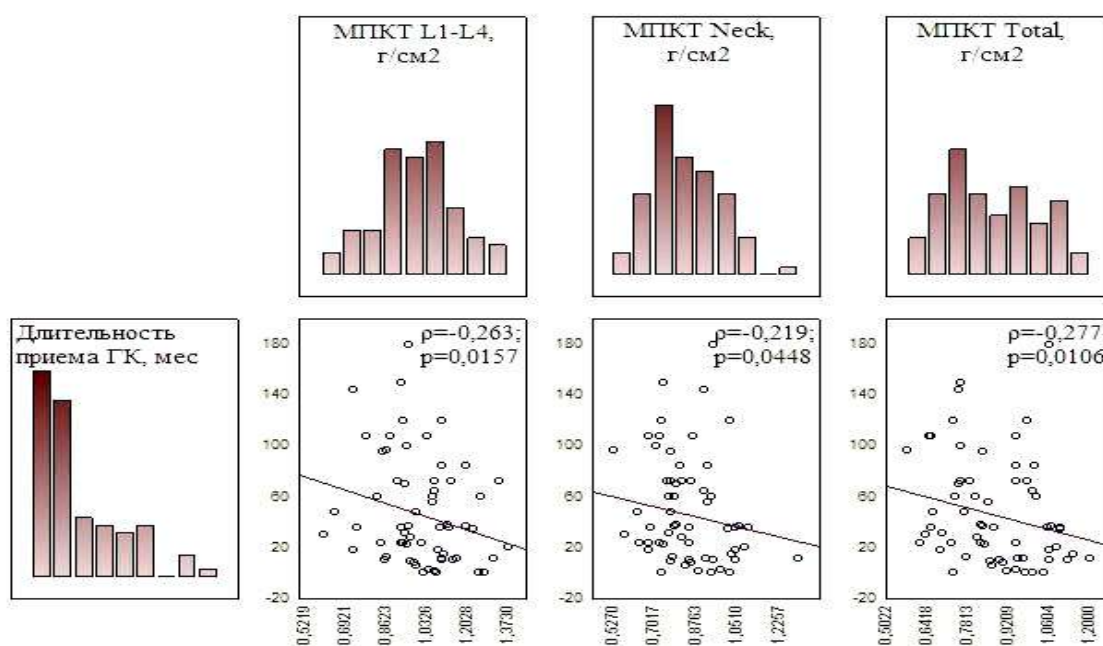 МПКТ L1-L4,
г/см2
МПКТ Neck,
г/см2
МПКТ Total,
г/см2
Длительность
приема ГК, мес
ρ=-0,263;
p=0,0157
ρ=-0,219;
p=0,0448
ρ=-0,277
p=0,0106
180
140
100
60
20
-20
180
140
100
60
20
-20
180
140
100
60
20
-20
0,5219
0,6921
0,8623
1,0326
1,2028
1,3730
0,5270
0,7017
0,8763
1,0510
1,2257
0,5022
0,6418
0,7813
0,9209
1,0604
1,2000